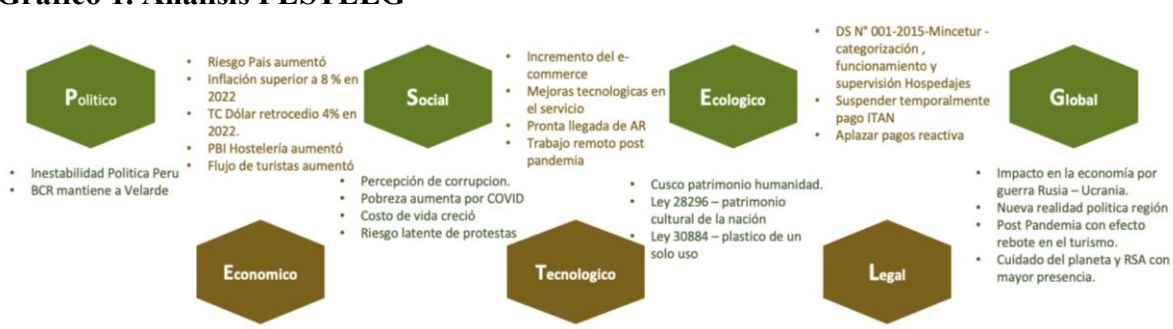 Gráfico 1. Análisis PESTELG
Politico
• Inestabilidad Politica Peru
• BCR mantiene a Velarde
• Riesgo Pais aumentó
• Inflación superior a 8 % en
2022
• TC Dólar retrocedio 4% en
2022.
• PBI Hostelería aumentó
• Flujo de turistas aumentó
Economico
Social
• Percepción de corrupcion.
• Pobreza aumenta por COVID
• Costo de vida creció
• Riesgo latente de protestas
• Incremento del e-
commerce
• Mejoras tecnologicas en
el servicio
• Pronta llegada de AR
• Trabajo remoto post
pandemia
Tecnologico
Ecologico
• Cusco patrimonio humanidad.
• Ley 28296 – patrimonio
cultural de la nación
• Ley 30884 – plastico de un
solo uso
• DS N° 001-2015-Mincetur -
categorización ,
funcionamiento y
supervisión Hospedajes
• Suspender temporalmente
pago ITAN
• Aplazar pagos reactiva
Legal
Global
• Impacto en la economía por
guerra Rusia – Ucrania.
• Nueva realidad politica región
• Post Pandemia con efecto
rebote en el turismo.
• Cuidado del planeta y RSA con
mayor presencia.